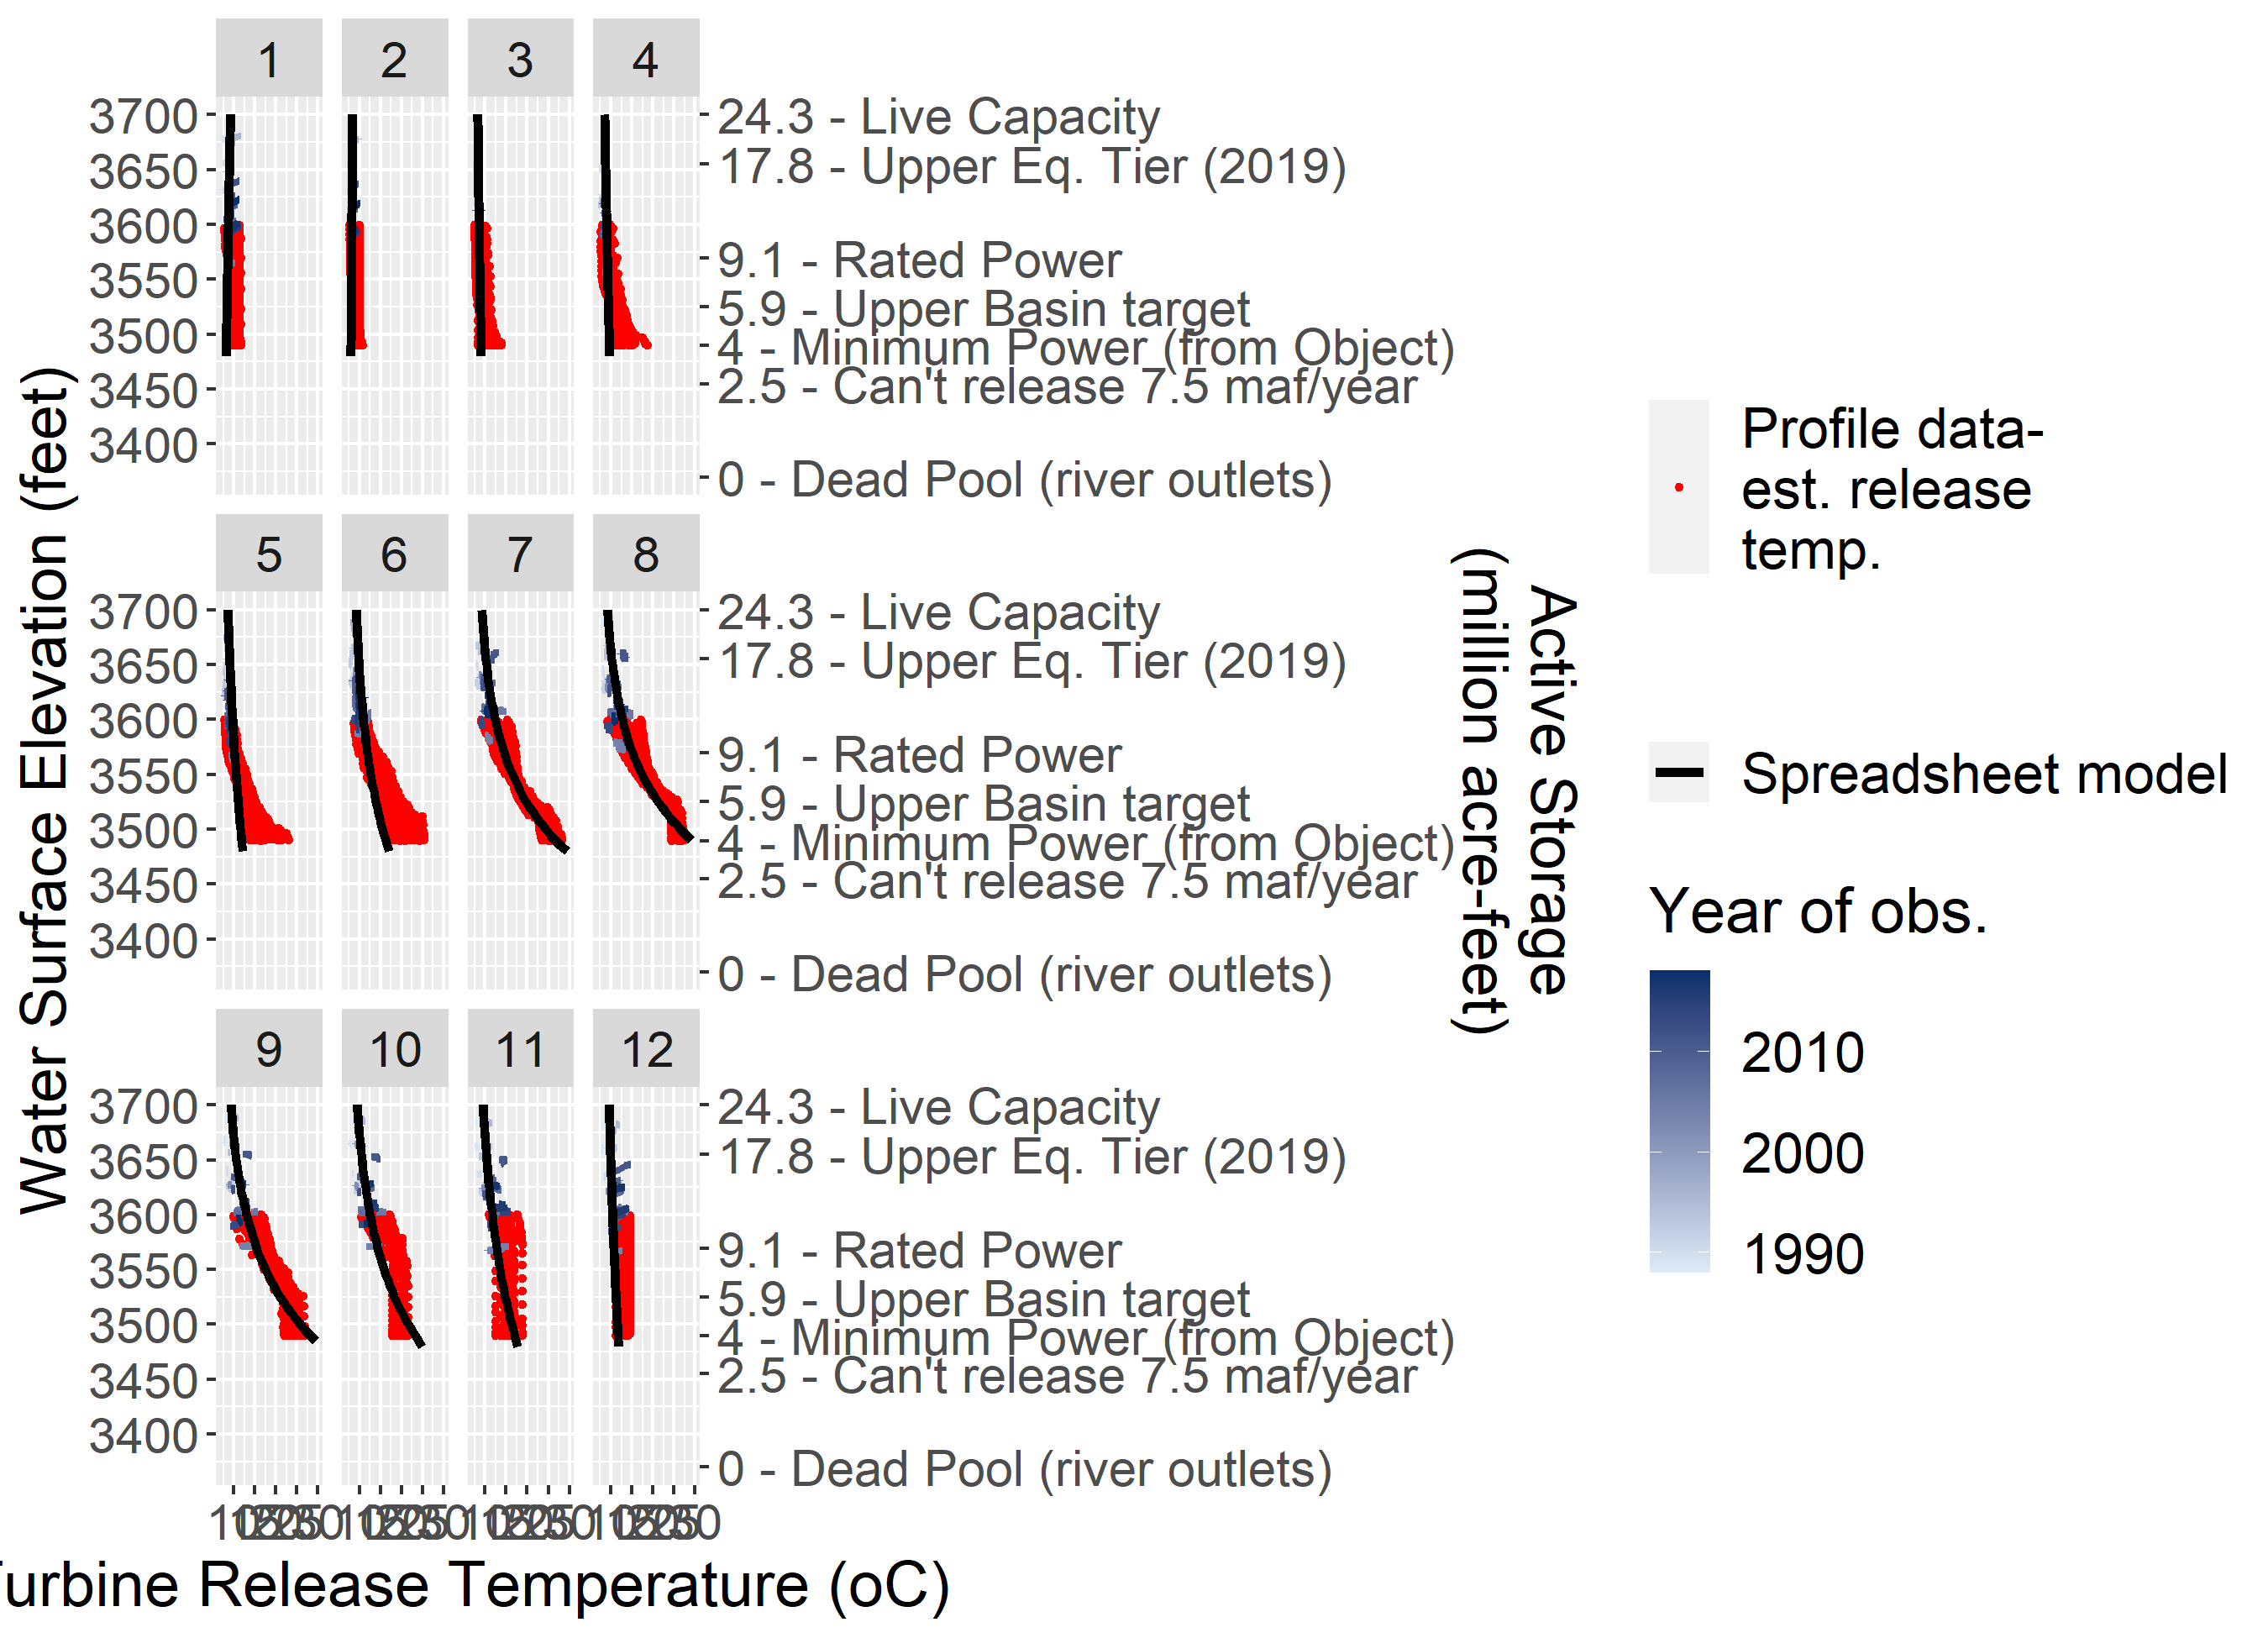 1 2 3 4
3700
3650
3600
3550
3500
3450
3400
24.3 - Live Capacity
17.8 - Upper Eq. Tier (2019)
9.1 - Rated Power
5.9 - Upper Basin target
4 - Minimum Power (from Object)
2.5 - Can't release 7.5 maf/year
0 - Dead Pool (river outlets)
5 6 7 8
3700
3650
3600
3550
3500
3450
3400
24.3 - Live Capacity
17.8 - Upper Eq. Tier (2019)
9.1 - Rated Power
5.9 - Upper Basin target
4 - Minimum Power (from Object)
2.5 - Can't release 7.5 maf/year
0 - Dead Pool (river outlets)
9 10 11 12
3700
3650
3600
3550
3500
3450
3400
24.3 - Live Capacity
17.8 - Upper Eq. Tier (2019)
9.1 - Rated Power
5.9 - Upper Basin target
4 - Minimum Power (from Object)
2.5 - Can't release 7.5 maf/year
0 - Dead Pool (river outlets)
Water Surface Elevation (feet)
Release Temperature (oC)
Active Storage
(million acre-feet)
Profile data-
est. release
temp.
Spreadsheet model
Year of obs.
2010
2000
1990